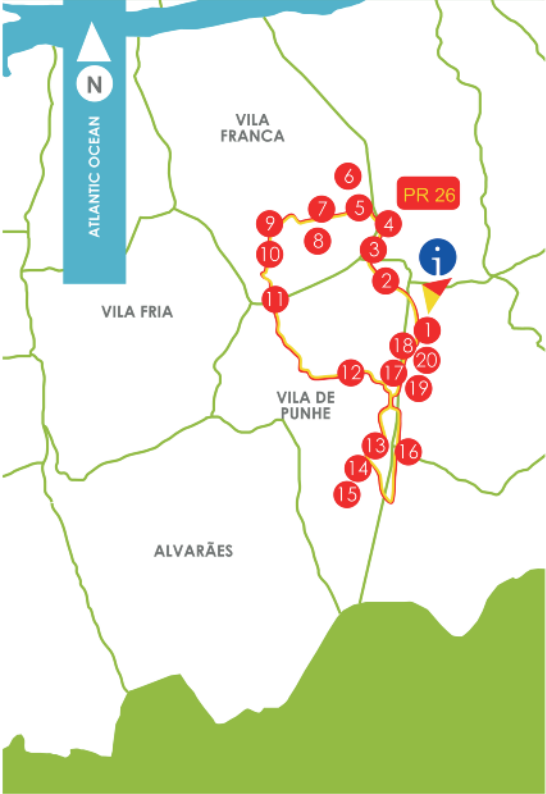 N
ATLANTIC OCEAN
VILA
FRANCA
6
PR 26
7
5
9
4
8
3
10
i
2
11
VILA FRIA
1
18
20
12
17
19
VILA DE
PUNHE
13
16
14
15
ALVARÃES